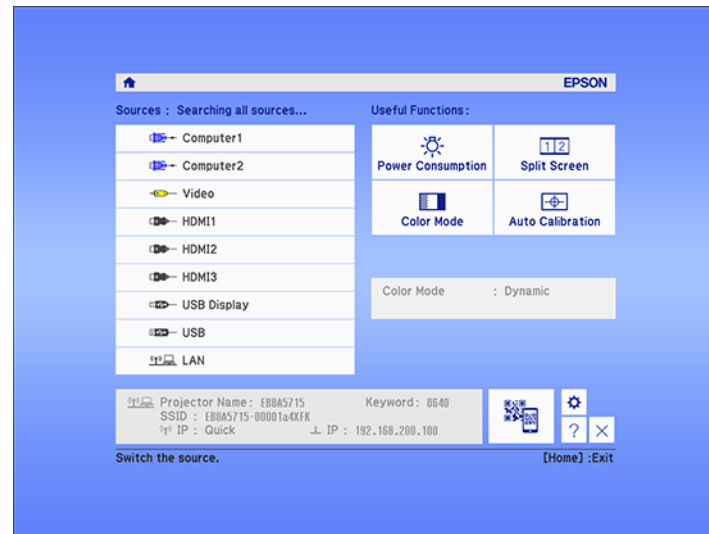 EPSON
Sources : Searching all sources...
Computer1
Computer2
Video
HDMI1
HDMI2
HDMI3
USB Display
USB
LAN
Useful Functions :
Power Consumption
1 2
Split Screen
Color Mode
Auto Calibration
Color Mode : Dynamic
Projector Name : EB8A5715 Keyword : 8640
SSID : EB8A5715-00001a4XFK
IP : Quick IP : 192.168.200.100
?
Switch the source. [Home] :Exit